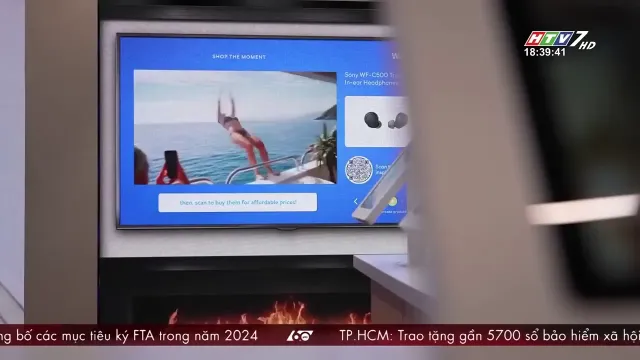 HTV7 HD
18:39:41
SHOP THE MOMENT
Sony WF-C500
In-ear Headphones
Scan
then, scan to buy them for affordable prices!
ng bố các mục tiêu ký FTA trong năm 2024
60
TP.HCM: Trao tặng gần 5700 sổ bảo hiểm xã hội